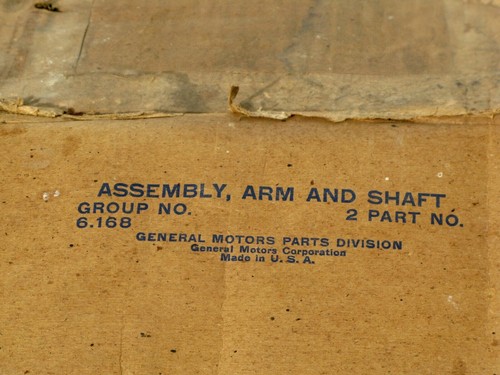 ASSEMBLY, ARM AND SHAFT
GROUP NO. 2 PART NO.
6.168
GENERAL MOTORS PARTS DIVISION
General Motors Corporation
Made in U. S. A.